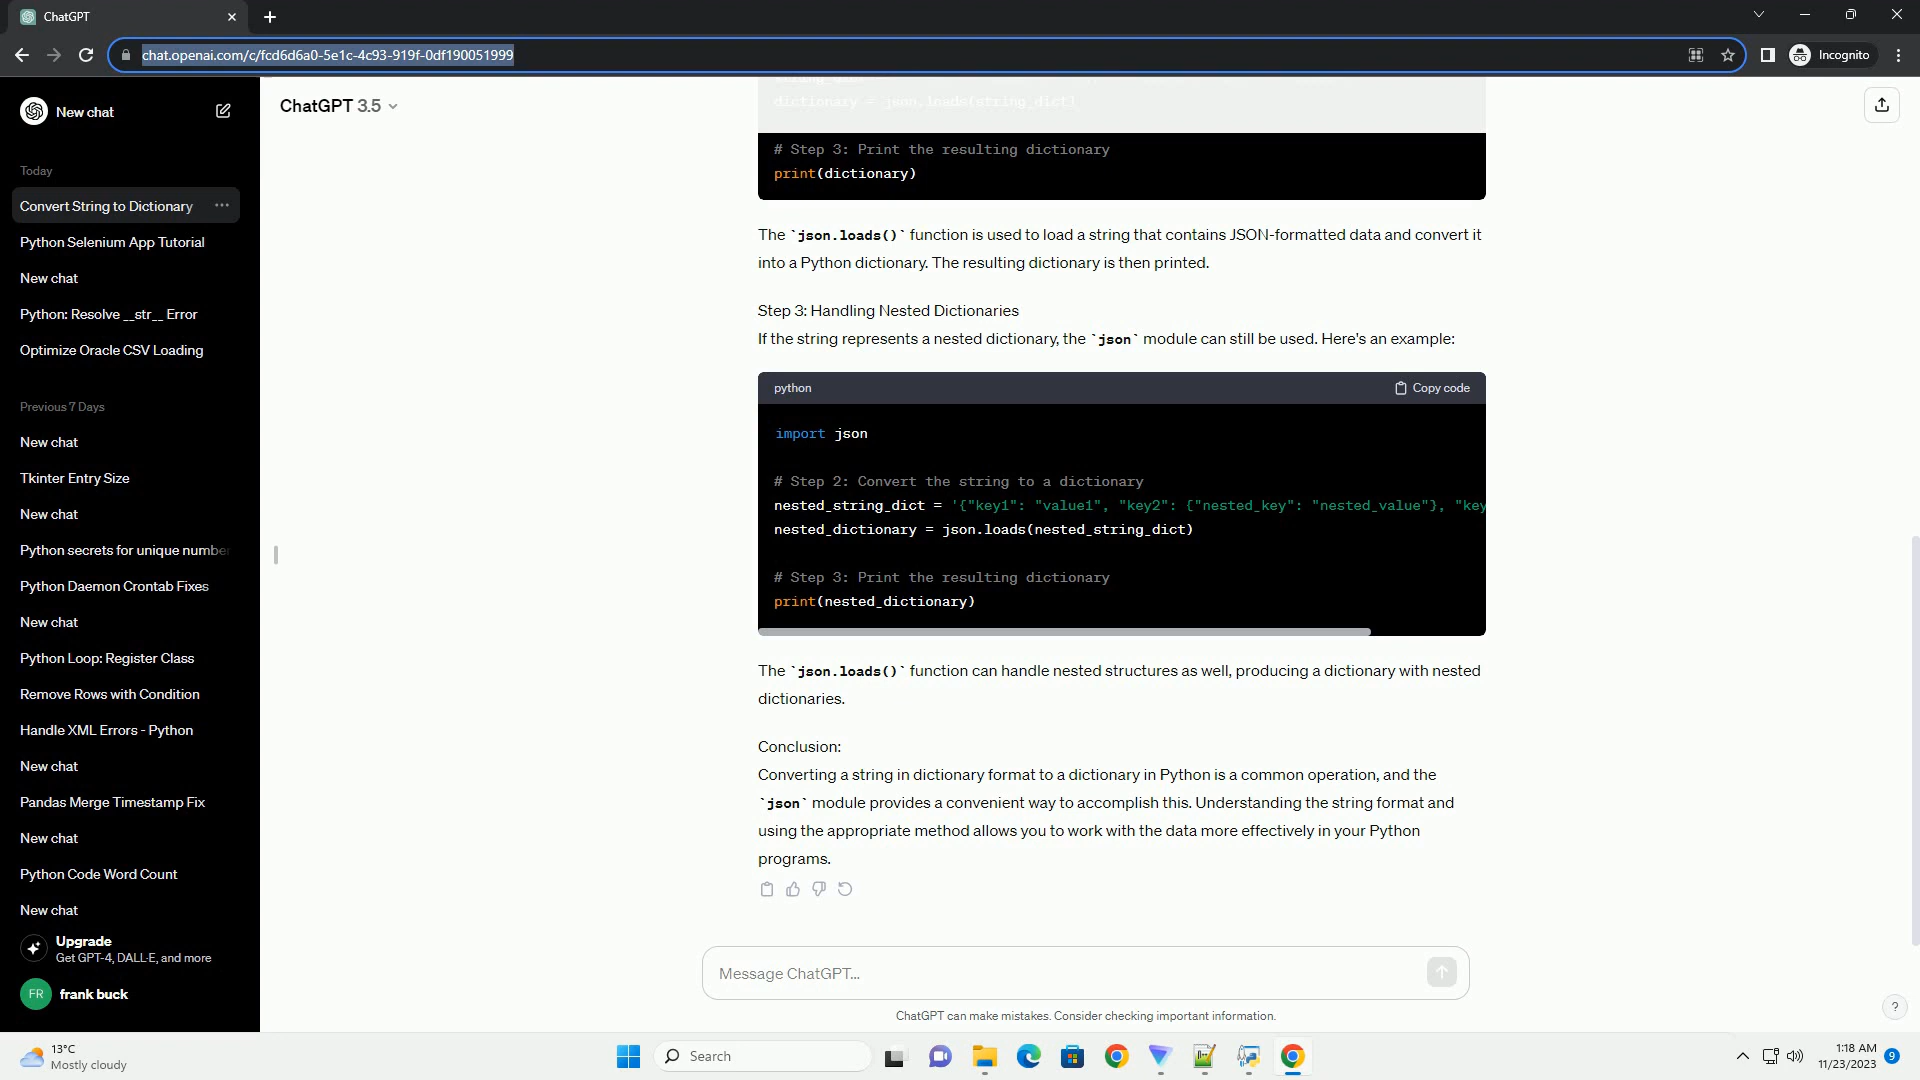 ChatGPT
chat.openai.com/c/fcd6d6a0-5e1c-4c93-919f-0df190051999
Incognito
New chat
Today
Convert String to Dictionary
Python Selenium App Tutorial
New chat
Python: Resolve __str__ Error
Optimize Oracle CSV Loading
Previous 7 Days
New chat
Tkinter Entry Size
New chat
Python secrets for unique number
Python Daemon Crontab Fixes
New chat
Python Loop: Register Class
Remove Rows with Condition
Handle XML Errors - Python
New chat
Pandas Merge Timestamp Fix
New chat
Python Code Word Count
New chat
Upgrade
Get GPT-4, DALL·E, and more
FR
frank buck
ChatGPT 3.5
dictionary = json.loads(string_dict)
# Step 3: Print the resulting dictionary
print(dictionary)
The `json.loads()` function is used to load a string that contains JSON-formatted data and convert it
into a Python dictionary. The resulting dictionary is then printed.
Step 3: Handling Nested Dictionaries
If the string represents a nested dictionary, the `json` module can still be used. Here's an example:
python
Copy code
import json
# Step 2: Convert the string to a dictionary
nested_string_dict = '{"key1": "value1", "key2": {"nested_key": "nested_value"}, "key
nested_dictionary = json.loads(nested_string_dict)
# Step 3: Print the resulting dictionary
print(nested_dictionary)
The `json.loads()` function can handle nested structures as well, producing a dictionary with nested
dictionaries.
Conclusion:
Converting a string in dictionary format to a dictionary in Python is a common operation, and the
`json` module provides a convenient way to accomplish this. Understanding the string format and
using the appropriate method allows you to work with the data more effectively in your Python
programs.
Message ChatGPT...
ChatGPT can make mistakes. Consider checking important information.
?
13°C
Mostly cloudy
Search
1:18 AM
11/23/2023
9